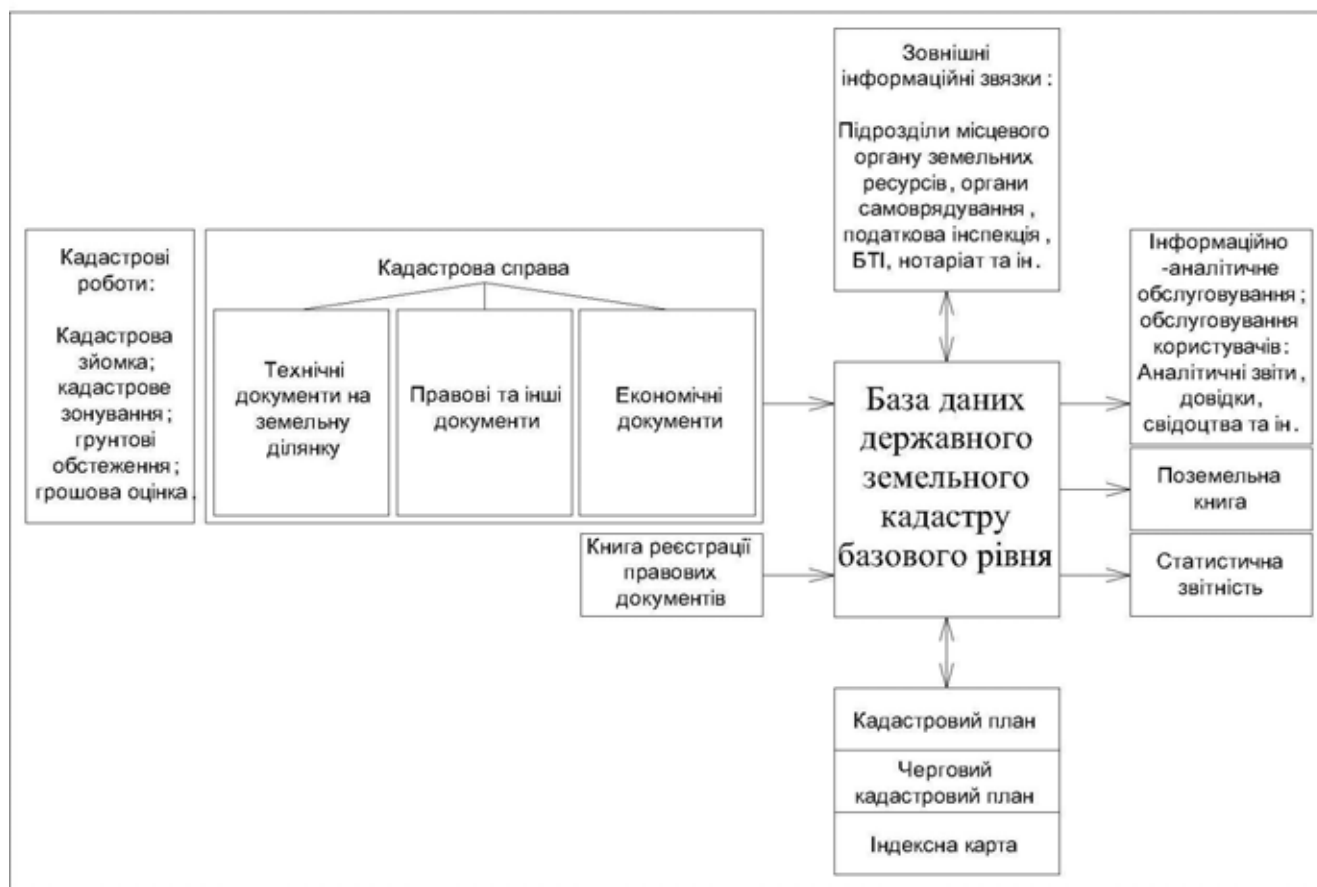 Зовнішні
інформаційні звязки :
Підрозділи місцевого
органу земельних
ресурсів, органи
самоврядування ,
податкова інспекція ,
БТІ, нотаріат та ін.
Кадастрові
роботи:
Кадастрова
зйомка;
кадастрове
зонування ;
грунтові
обстеження ;
грошова оцінка .
Кадастрова справа
Технічні
документи на
земельну
ділянку
Правові та інші
документи
Економічні
документи
Книга реєстрації
правових
документів
База даних
державного
земельного
кадастру
базового рівня
Інформаційно
-аналітичне
обслуговування ;
обслуговування
користувачів:
Аналітичні звіти ,
довідки,
свідоцтва та ін .
Поземельна
книга
Статистична
звітність
Кадастровий план
Черговий
кадастровий план
Індексна карта